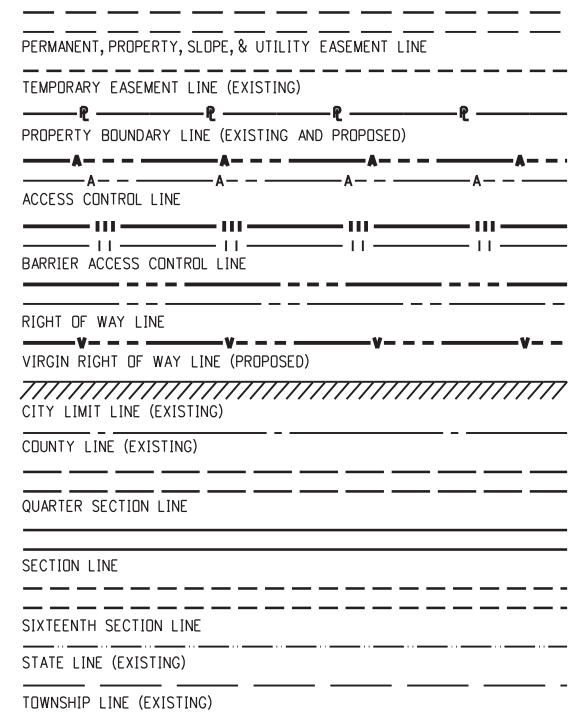 PERMANENT, PROPERTY, SLOPE, & UTILITY EASEMENT LINE
TEMPORARY EASEMENT LINE (EXISTING)
℄ ℄ ℄ ℄
PROPERTY BOUNDARY LINE (EXISTING AND PROPOSED)
A A A A
A A A A
ACCESS CONTROL LINE
BARRIER ACCESS CONTROL LINE
RIGHT OF WAY LINE
V V V V
VIRGIN RIGHT OF WAY LINE (PROPOSED)
CITY LIMIT LINE (EXISTING)
COUNTY LINE (EXISTING)
QUARTER SECTION LINE
SECTION LINE
SIXTEENTH SECTION LINE
STATE LINE (EXISTING)
TOWNSHIP LINE (EXISTING)